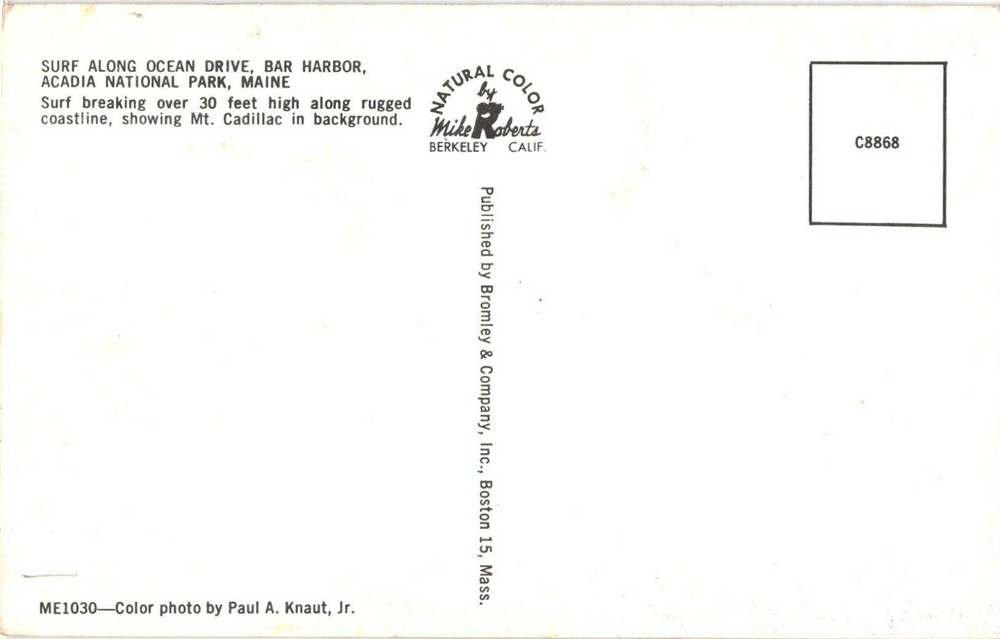 SURF ALONG OCEAN DRIVE, BAR HARBOR,
ACADIA NATIONAL PARK, MAINE
Surf breaking over 30 feet high along rugged
coastline, showing Mt. Cadillac in background.
NATURAL COLOR
by
Mike Roberts
BERKELEY CALIF.
C8868
Published by Bromley & Company, Inc., Boston 15, Mass.
ME1030—Color photo by Paul A. Knaut, Jr.